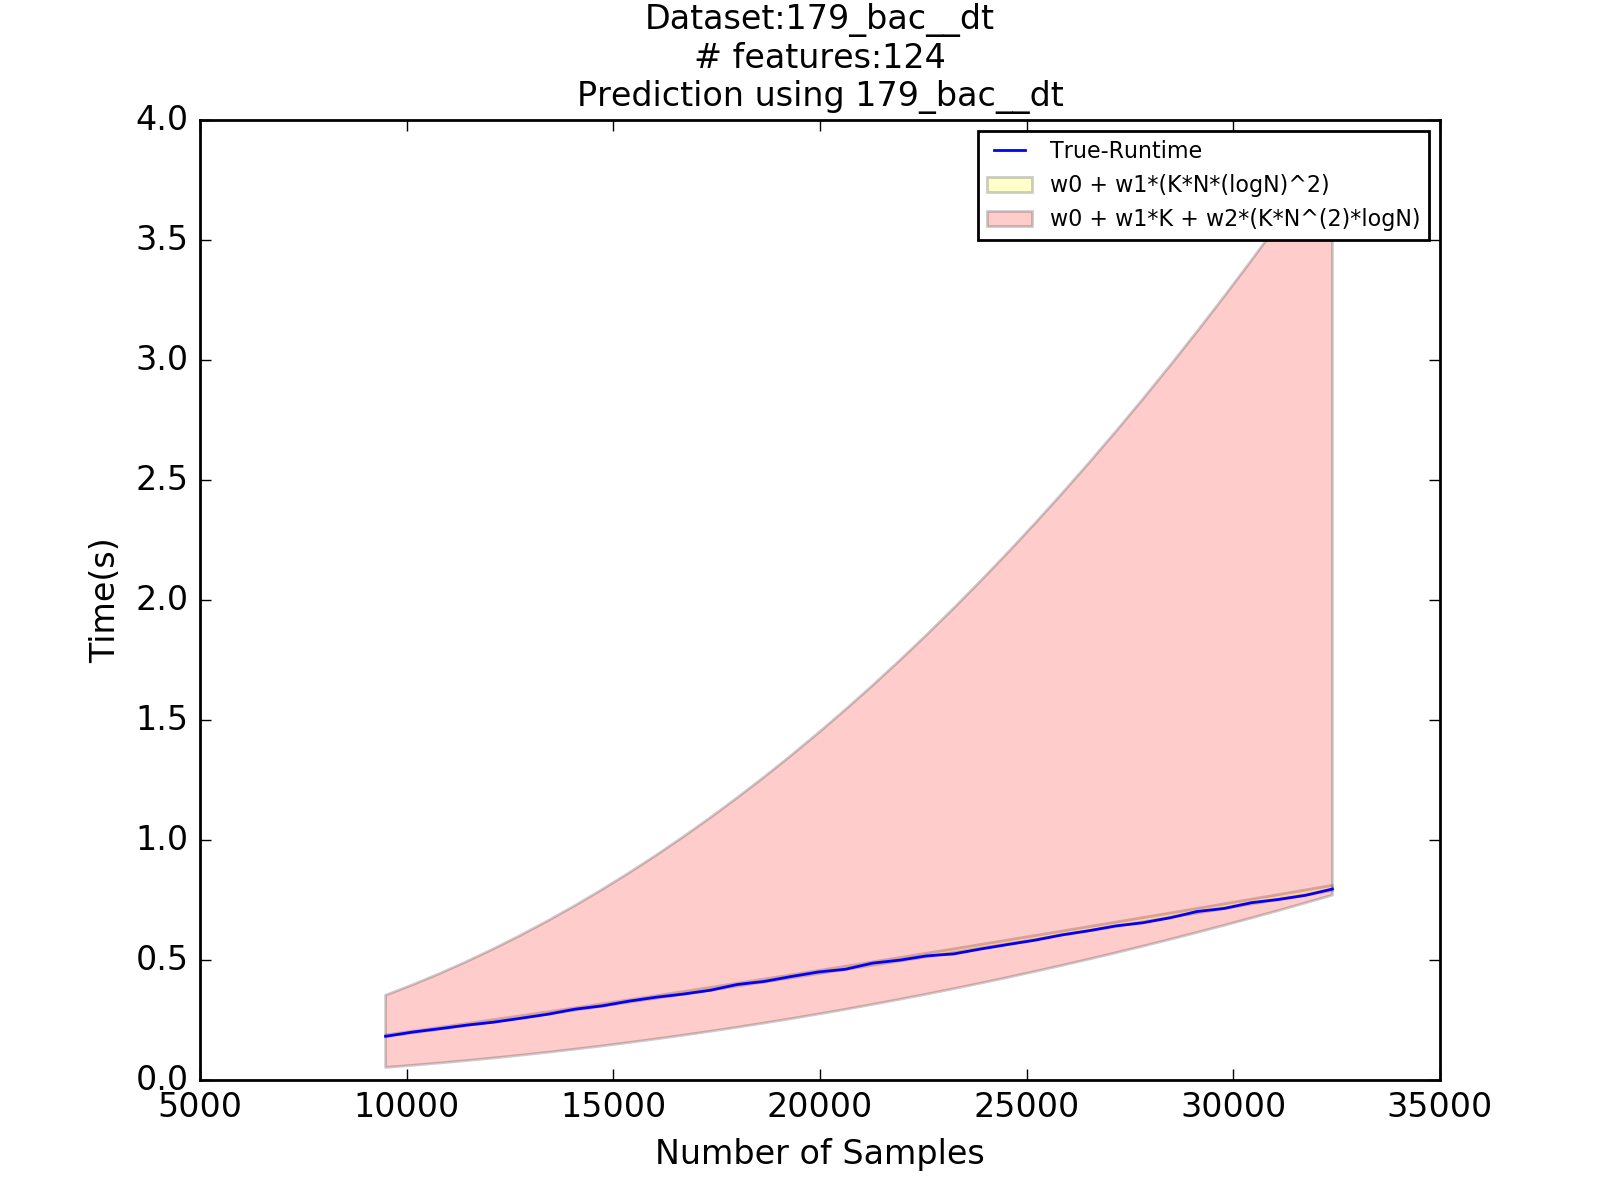 Dataset:179_bac__dt
# features:124
Prediction using 179_bac__dt
4.0
3.5
3.0
2.5
2.0
1.5
1.0
0.5
0.0
Time(s)
True-Runtime
w0 + w1*(K*N*(logN)^2)
w0 + w1*K + w2*(K*N^(2)*logN)
5000 10000 15000 20000 25000 30000 35000
Number of Samples